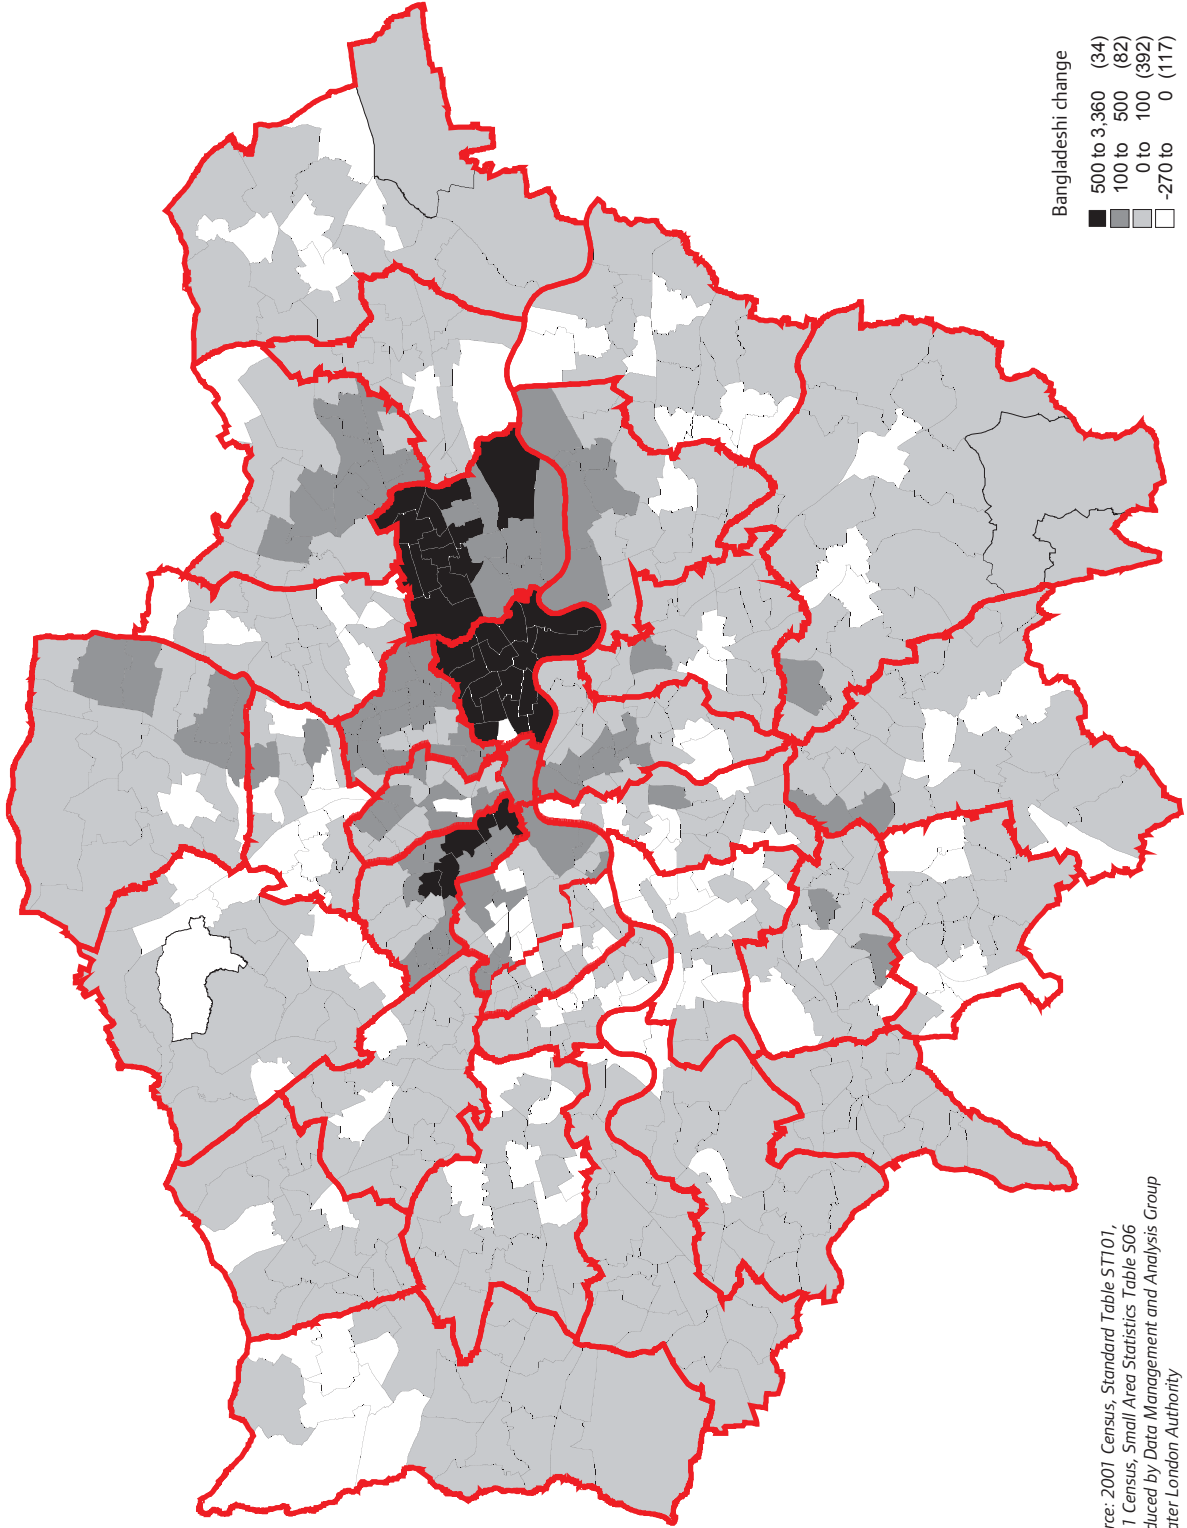 Bangladeshi change
500 to 3,360 (34)
100 to 500 (82)
0 to 100 (392)
-270 to 0 (117)
rce: 2001 Census, Standard Table ST101,
1 Census, Small Area Statistics Table S06
duced by Data Management and Analysis Group
ater London Authority